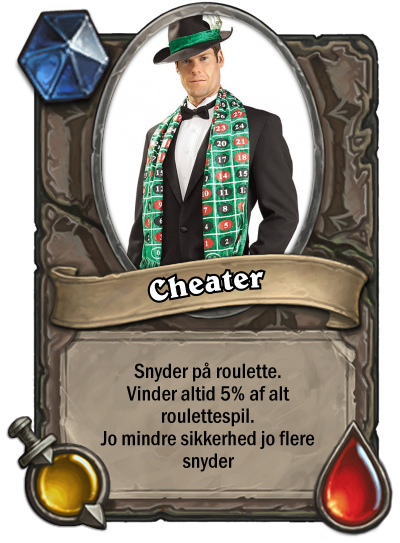 Cheater
Snyder på roulette.
Vinder altid 5% af alt
roulettespil.
Jo mindre sikkerhed jo flere
snyder